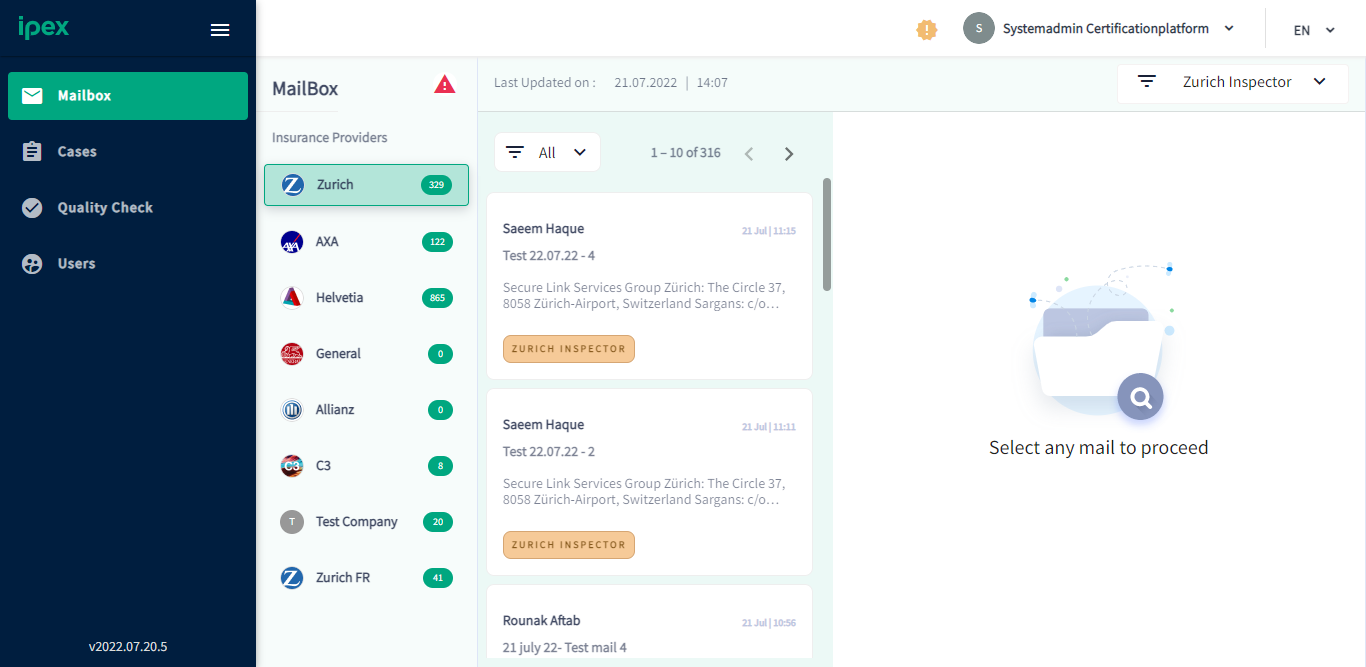 ipex
Mailbox
Cases
Quality Check
Users
v2022.07.20.5
S
Systemadmin Certificationplatform
EN
MailBox
Insurance Providers
Zurich 329
AXA 122
Helvetia 865
General 0
Allianz 0
C3 8
T Test Company 20
Zurich FR 41
Last Updated on : 21.07.2022 | 14:07
Zurich Inspector
All
1 – 10 of 316
Saeem Haque 21 Jul | 11:15
Test 22.07.22 - 4
Secure Link Services Group Zürich: The Circle 37,
8058 Zürich-Airport, Switzerland Sargans: c/o…
ZURICH INSPECTOR
Saeem Haque 21 Jul | 11:11
Test 22.07.22 - 2
Secure Link Services Group Zürich: The Circle 37,
8058 Zürich-Airport, Switzerland Sargans: c/o…
ZURICH INSPECTOR
Rounak Aftab 21 Jul | 10:56
21 july 22- Test mail 4
Select any mail to proceed